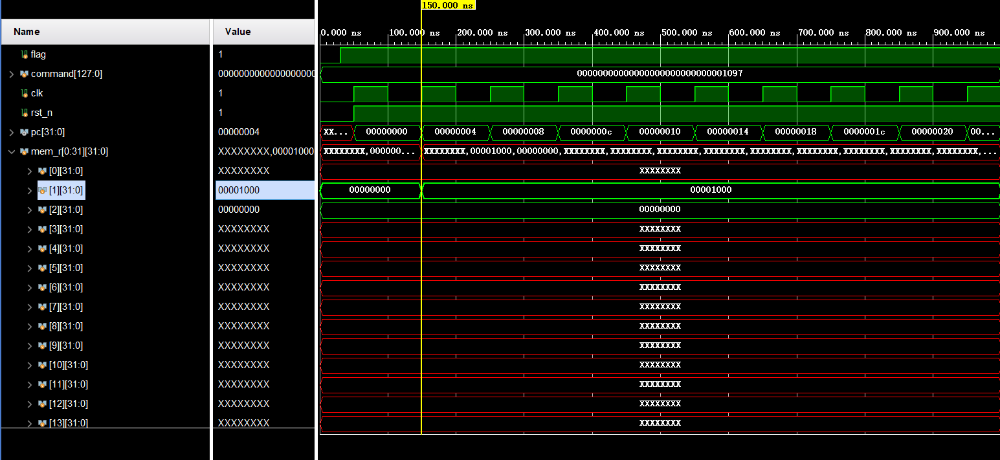 150.000 ns
Name Value
0.000 ns 100.000 ns 200.000 ns 300.000 ns 400.000 ns 500.000 ns 600.000 ns 700.000 ns 800.000 ns 900.000 ns
flag 1
command[127:0] 00000000000000000000 00000000000000000000000000001097
clk 1
rst_n 1
pc[31:0] 00000004 XX... 00000000 00000004 00000008 0000000c 00000010 00000014 00000018 0000001c 00000020 00...
mem_r[0:31][31:0] XXXXXXXX,00001000 XXXXXXXX,000000... XXXXXXXX,00001000,00000000,XXXXXXXX,XXXXXXXX,XXXXXXXX,XXXXXXXX,XXXXXXXX,XXXXXXXX,XXXXXXXX,XXXXXXXX,XXXXXXXX,...
[0][31:0] XXXXXXXX XXXXXXXX
[1][31:0] 00001000 00000000 00001000
[2][31:0] 00000000 00000000
[3][31:0] XXXXXXXX XXXXXXXX
[4][31:0] XXXXXXXX XXXXXXXX
[5][31:0] XXXXXXXX XXXXXXXX
[6][31:0] XXXXXXXX XXXXXXXX
[7][31:0] XXXXXXXX XXXXXXXX
[8][31:0] XXXXXXXX XXXXXXXX
[9][31:0] XXXXXXXX XXXXXXXX
[10][31:0] XXXXXXXX XXXXXXXX
[11][31:0] XXXXXXXX XXXXXXXX
[12][31:0] XXXXXXXX XXXXXXXX
[13][31:0] XXXXXXXX XXXXXXXX